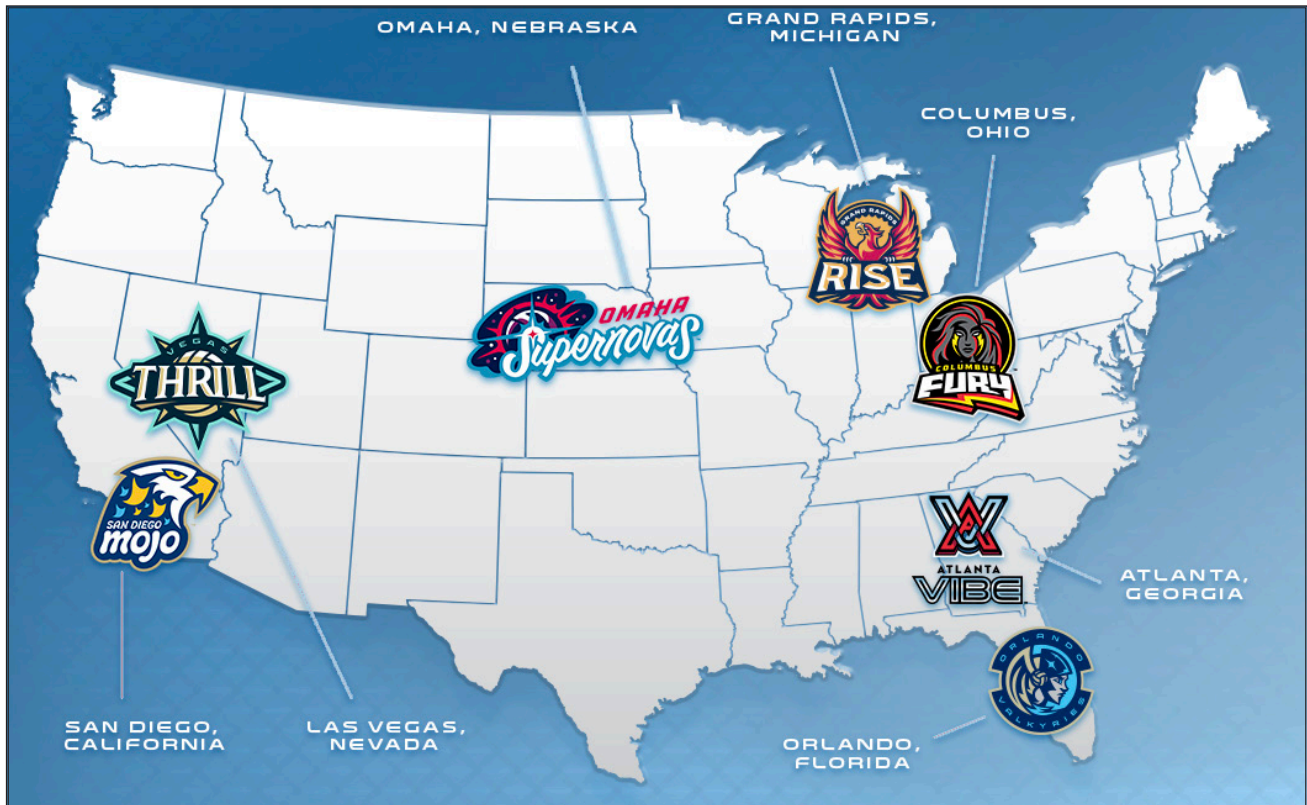 OMAHA, NEBRASKA
GRAND RAPIDS,
MICHIGAN
COLUMBUS,
OHIO
GRAND RAPIDS
RISE
OMAHA
Supernovas
VEGAS
THRILL
COLUMBUS
FURY
SAN DIEGO
mojo
ATLANTA
VIBE
ATLANTA,
GEORGIA
ORLANDO
VALKYRIES
SAN DIEGO,
CALIFORNIA
LAS VEGAS,
NEVADA
ORLANDO,
FLORIDA